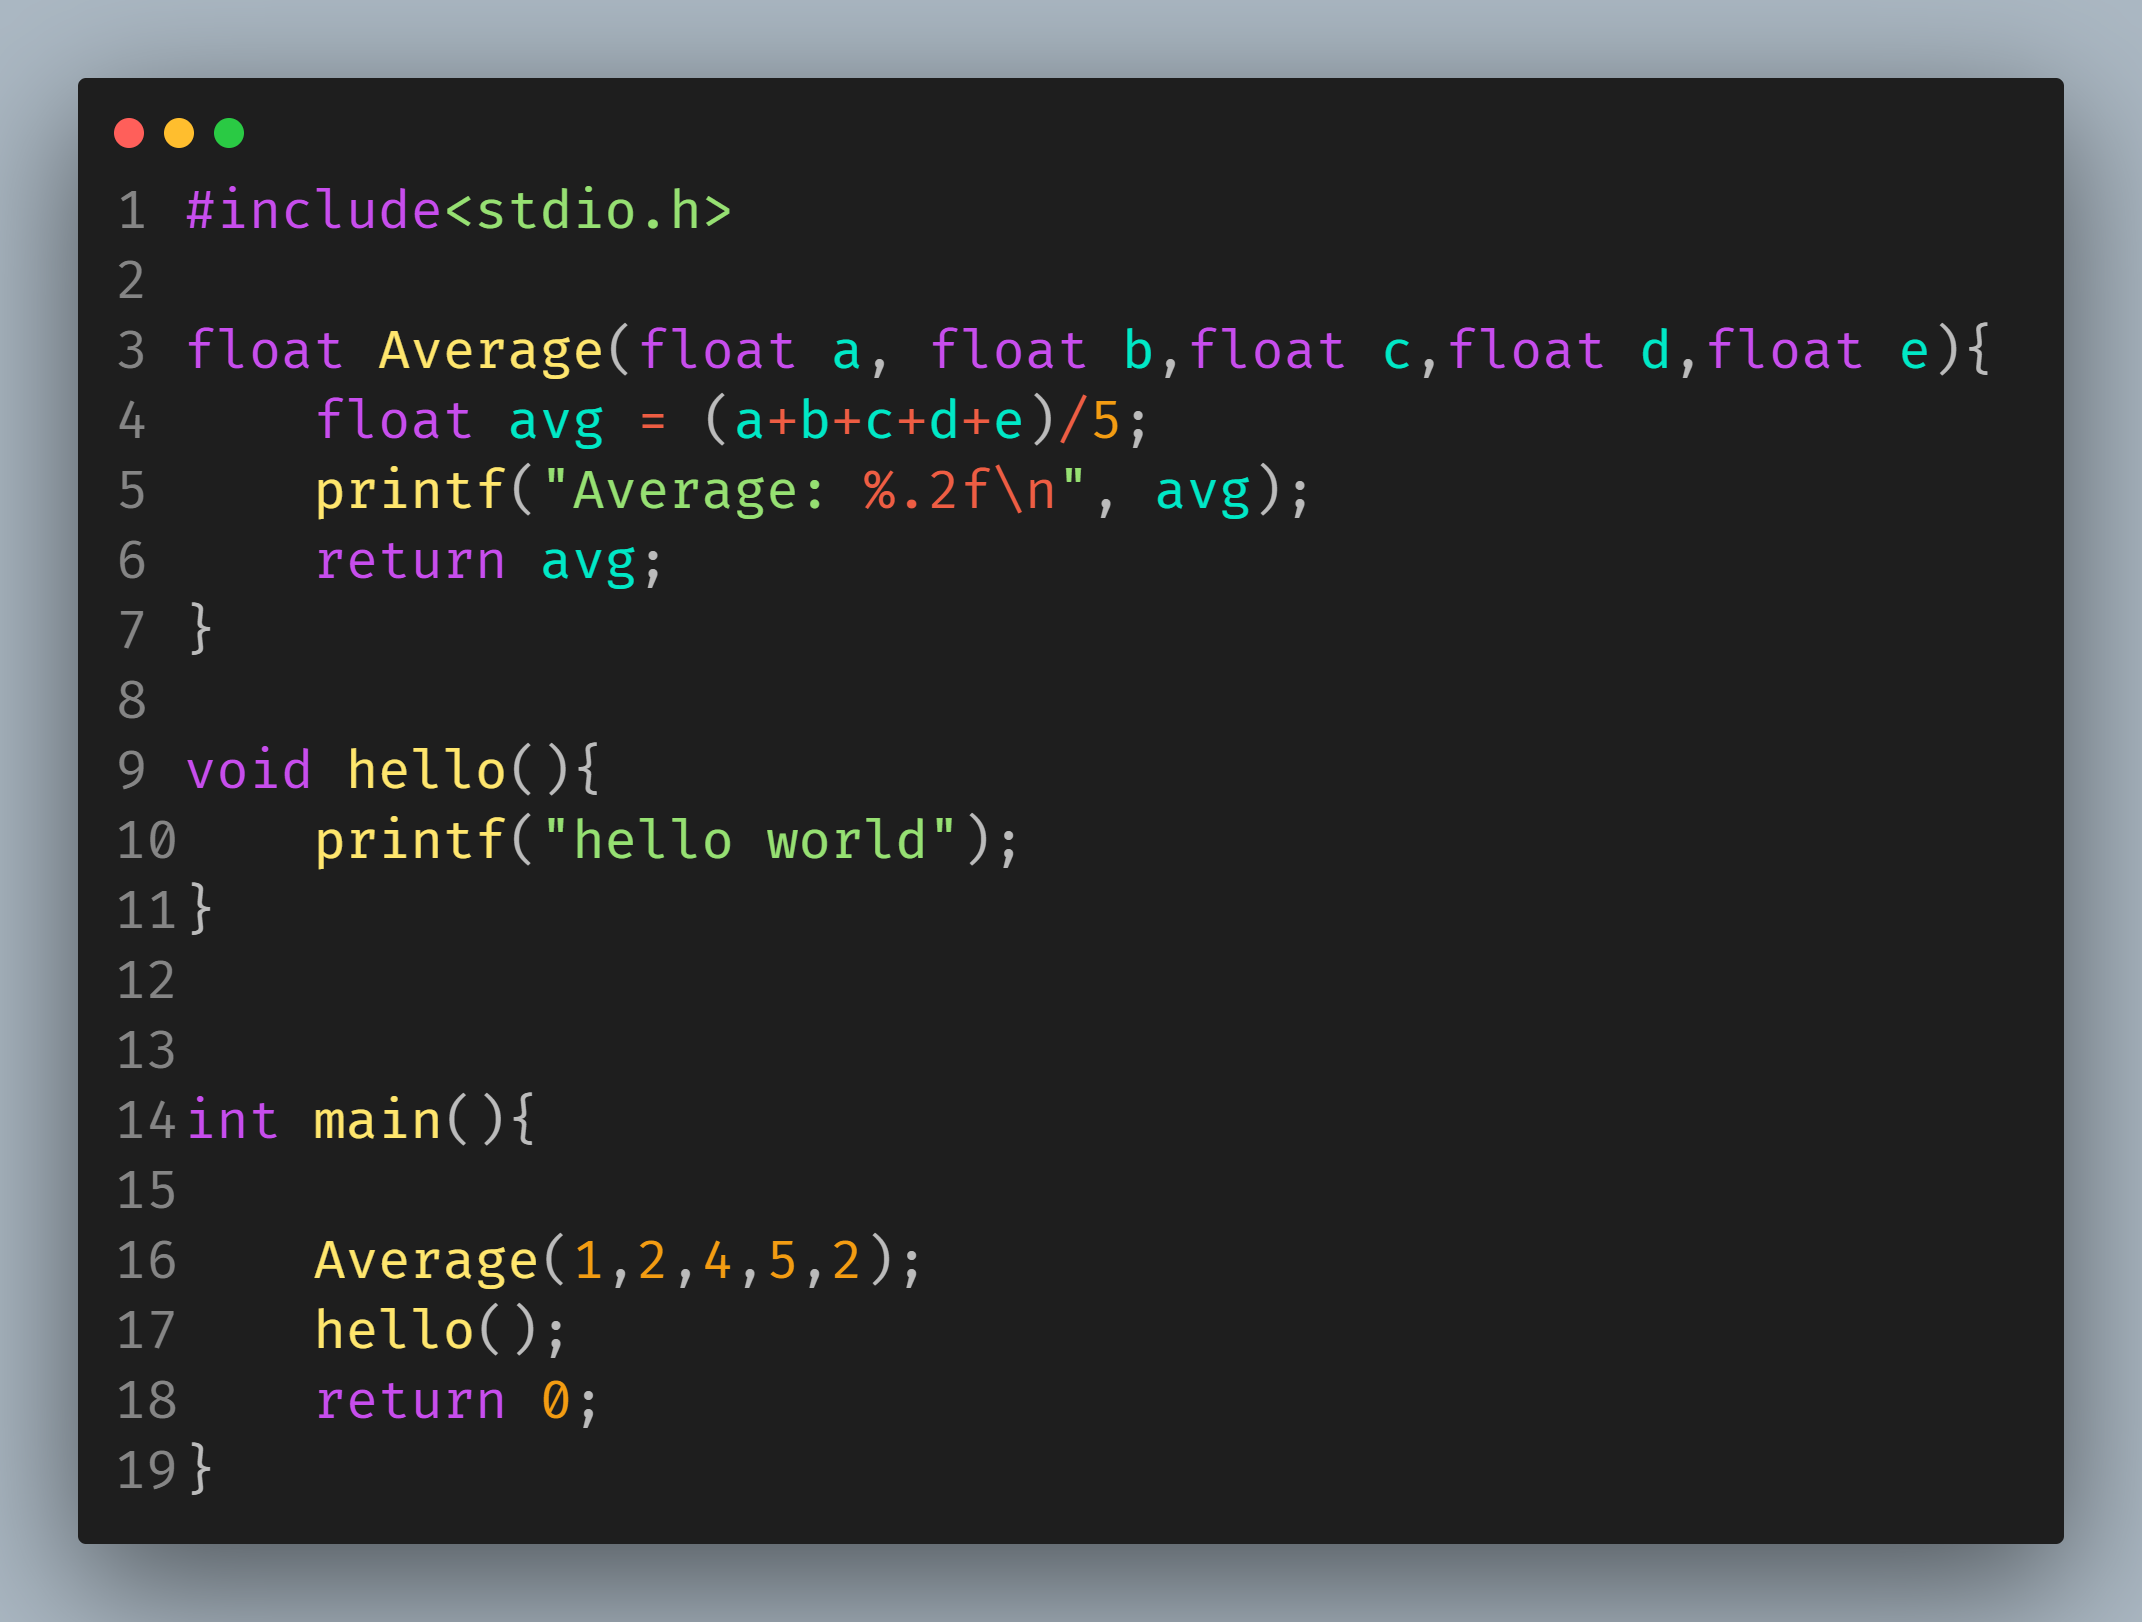 1 #include<stdio.h>
2
3 float Average(float a, float b,float c,float d,float e){
4     float avg = (a+b+c+d+e)/5;
5     printf("Average: %.2f\n", avg);
6     return avg;
7 }
8
9 void hello(){
10     printf("hello world");
11 }
12
13
14 int main(){
15
16     Average(1,2,4,5,2);
17     hello();
18     return 0;
19 }